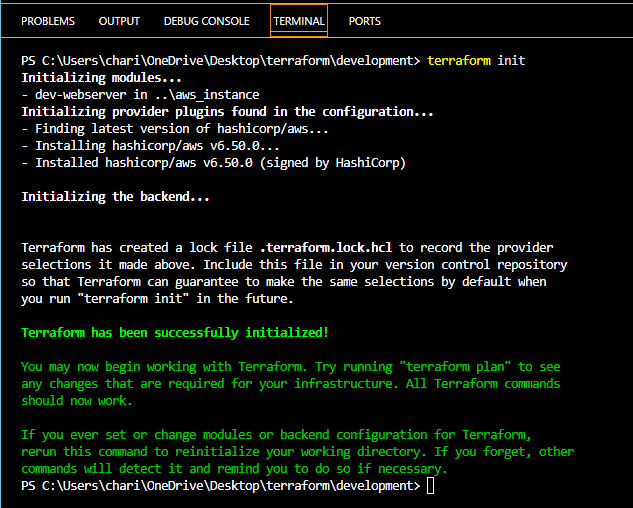 PROBLEMS OUTPUT DEBUG CONSOLE TERMINAL PORTS
PS C:\Users\chari\OneDrive\Desktop\terraform\development> terraform init
Initializing modules...
- dev-webserver in ..\aws_instance
Initializing provider plugins found in the configuration...
- Finding latest version of hashicorp/aws...
- Installing hashicorp/aws v6.50.0...
- Installed hashicorp/aws v6.50.0 (signed by HashiCorp)
Initializing the backend...
Terraform has created a lock file .terraform.lock.hcl to record the provider
selections it made above. Include this file in your version control repository
so that Terraform can guarantee to make the same selections by default when
you run "terraform init" in the future.
Terraform has been successfully initialized!
You may now begin working with Terraform. Try running "terraform plan" to see
any changes that are required for your infrastructure. All Terraform commands
should now work.
If you ever set or change modules or backend configuration for Terraform,
rerun this command to reinitialize your working directory. If you forget, other
commands will detect it and remind you to do so if necessary.
PS C:\Users\chari\OneDrive\Desktop\terraform\development>